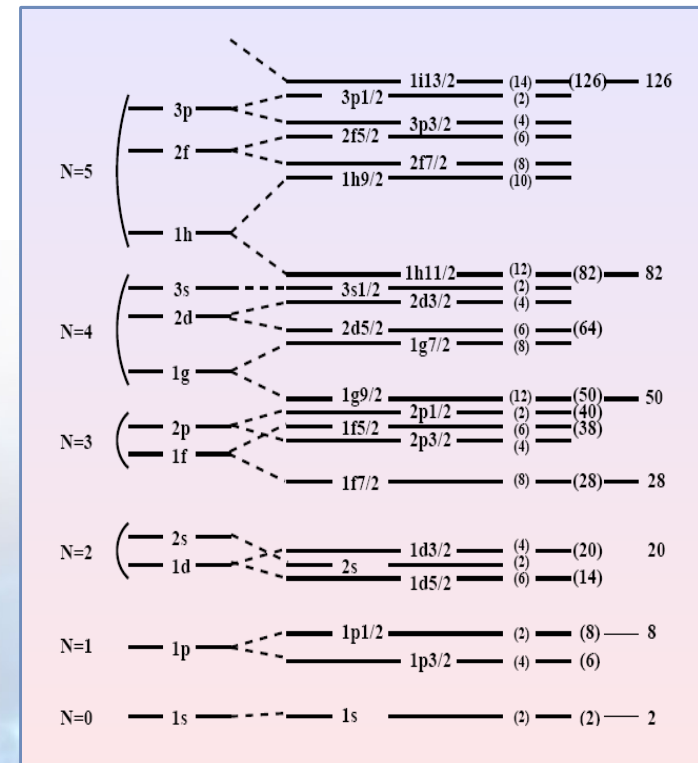 1i13/2 (14) (126) 126
3p 3p1/2 (2)
3p3/2 (4)
2f 2f5/2 (6)
2f7/2 (8)
N=5 1h9/2 (10)
1h
1h11/2 (12) (82) 82
3s 3s1/2 (2)
2d 2d3/2 (4)
N=4 2d5/2 (6) (64)
1g7/2 (8)
1g
1g9/2 (12) (50) 50
2p1/2 (2) (40)
N=3 2p 1f5/2 (6) (38)
1f 2p3/2 (4)
1f7/2 (8) (28) 28
2s
N=2 1d3/2 (4) (20) 20
1d 2s (2)
1d5/2 (6) (14)
1p1/2 (2) (8) 8
N=1 1p 1p3/2 (4) (6)
N=0 1s 1s (2) (2) 2